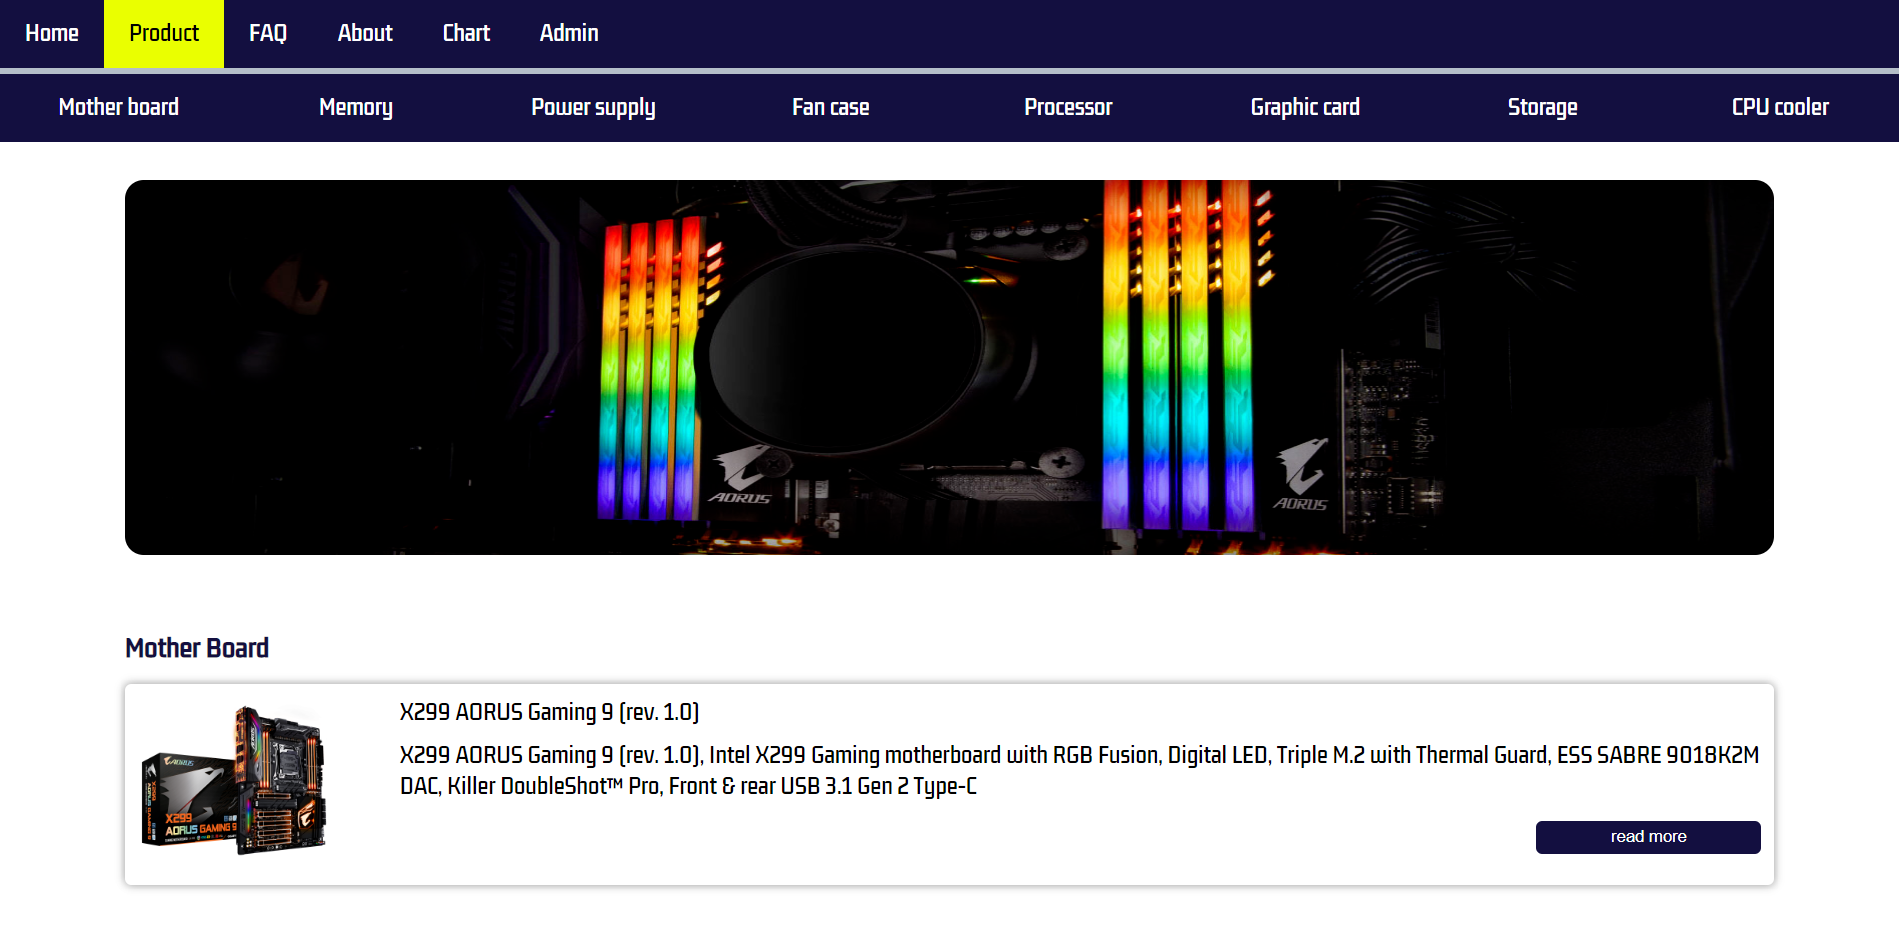 Home Product FAQ About Chart Admin
Mother board Memory Power supply Fan case Processor Graphic card Storage CPU cooler
AORUS
AORUS
Mother Board
X299 AORUS Gaming 9 (rev. 1.0)
X299 AORUS Gaming 9 (rev. 1.0), Intel X299 Gaming motherboard with RGB Fusion, Digital LED, Triple M.2 with Thermal Guard, ESS SABRE 9018K2M
DAC, Killer DoubleShot™ Pro, Front & rear USB 3.1 Gen 2 Type-C
AORUS
X299
AORUS GAMING 9
read more